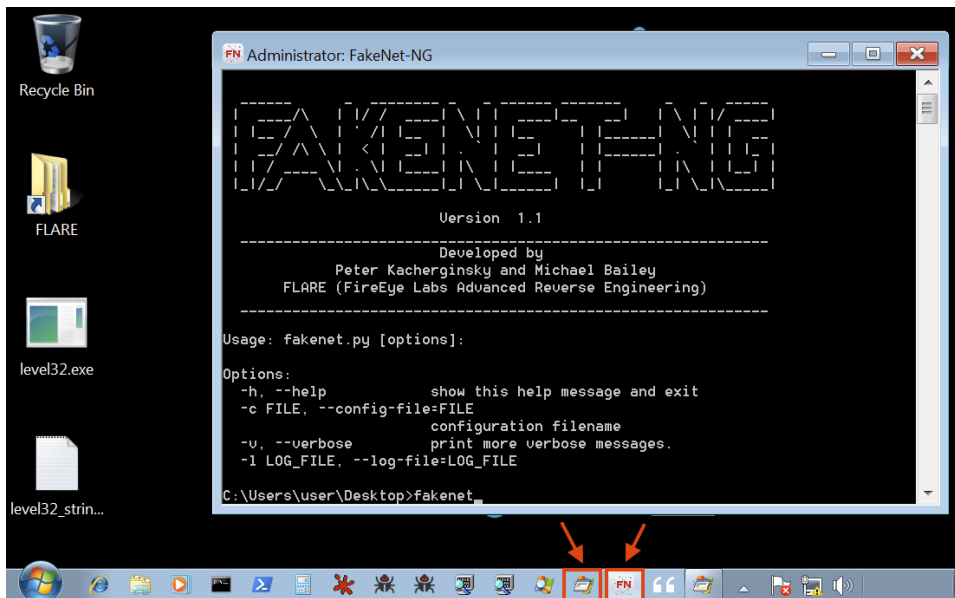 Recycle Bin
FLARE
level32.exe
level32_strin...
FN Administrator: FakeNet-NG
FAKENET-NG
Version 1.1
Developed by
Peter Kacherginsky and Michael Bailey
FLARE (FireEye Labs Advanced Reverse Engineering)
Usage: fakenet.py [options]:
Options:
-h, --help show this help message and exit
-c FILE, --config-file=FILE
configuration filename
-v, --verbose print more verbose messages.
-l LOG_FILE, --log-file=LOG_FILE
C:\Users\user\Desktop>fakenet_
FN